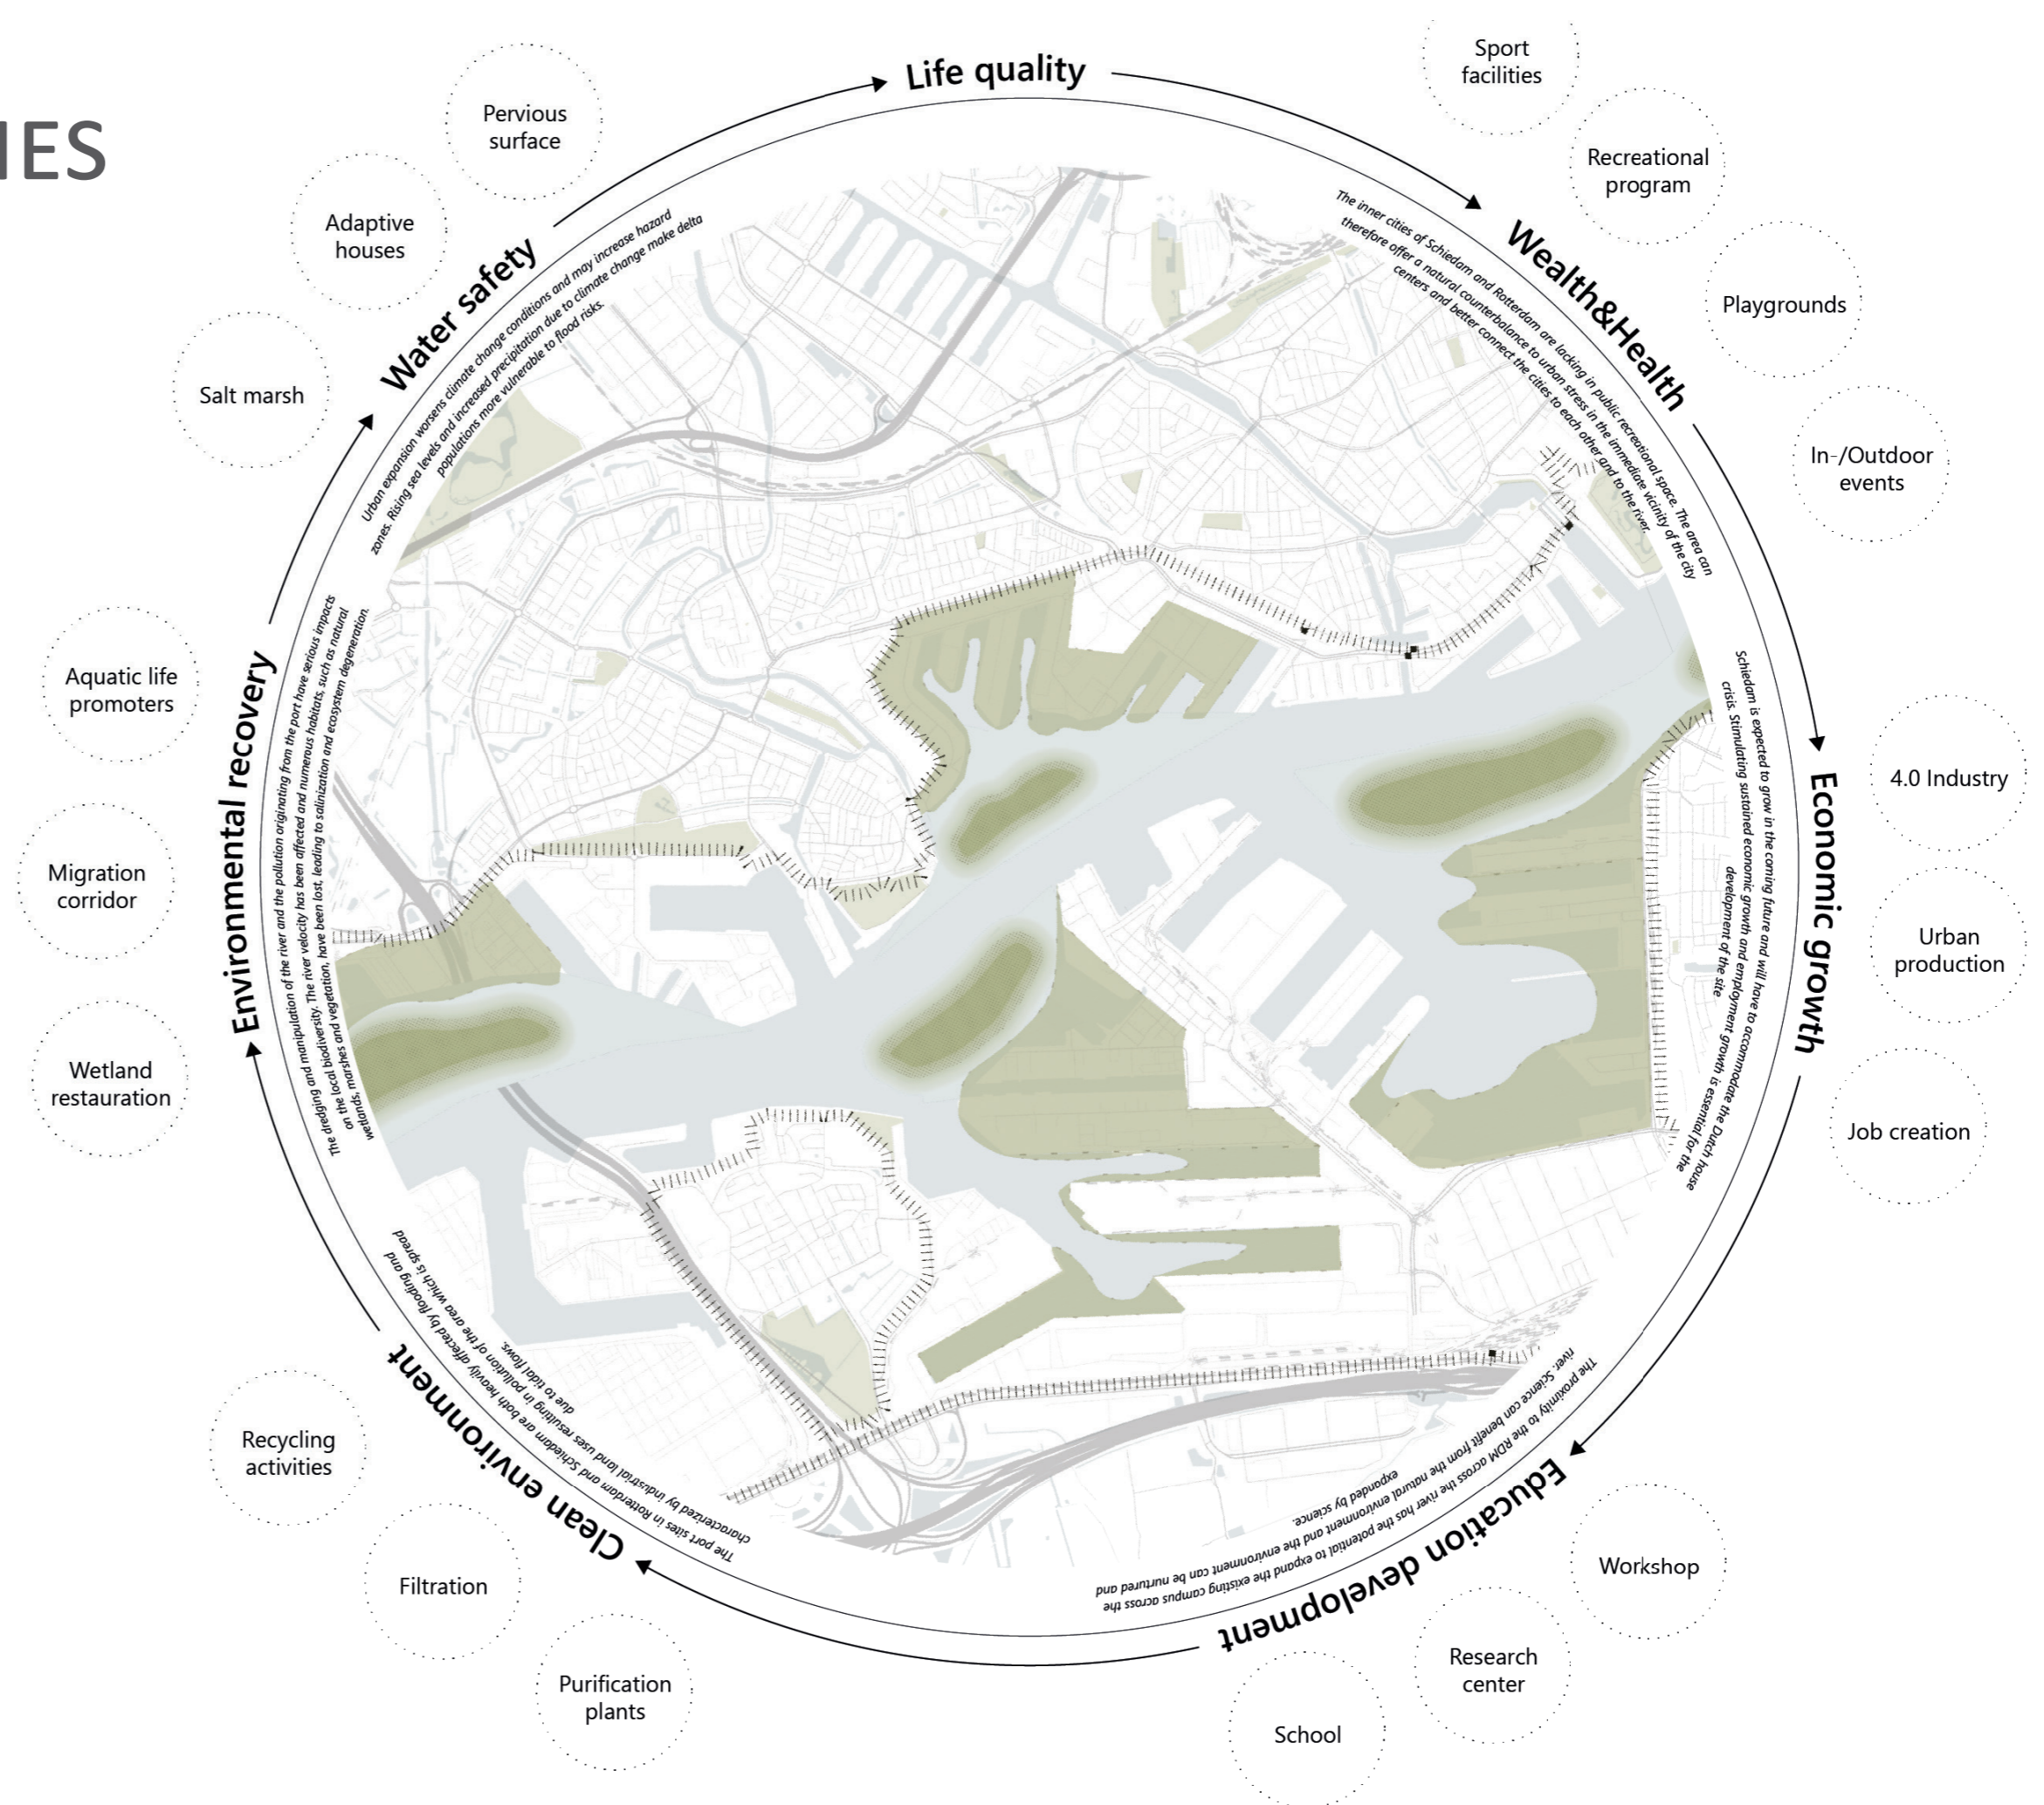 IES
Life quality
Sport
facilities
Recreational
program
Playgrounds
In-/Outdoor
events
Wealth&Health
The inner cities of Schiedam and Rotterdam are lacking in public recreational space. The area can
therefore offer a natural counterbalance to urban stress in the immediate vicinity of the city
centers and better connect the cities to each other and to the river.
4.0 Industry
Urban
production
Job creation
Economic growth
Schiedam is expected to grow in the coming future and will have to accommodate the Dutch house
crisis. Stimulating sustained economic growth and employment growth is essential for the
development of the site
Workshop
Research
center
School
Education development
The proximity to the RDM across the river has the potential to expand the existing campus across the
river. Science can benefit from the natural environment and the environment can be nurtured and
expanded by science.
Purification
plants
Filtration
Recycling
activities
Clean environment
The port sites in Rotterdam and Schiedam are both heavily affected by flooding and
characterized by industrial land uses resulting in pollution of the area which is spread
due to tidal flows.
Wetland
restauration
Migration
corridor
Aquatic life
promoters
Environmental recovery
The dredging and manipulation of the river and the pollution originating from the port have serious impacts
on the local biodiversity. The river velocity has been affected and numerous habitats, such as natural
wetlands, marshes and vegetation, have been lost, leading to salinization and ecosystem degeneration.
Salt marsh
Adaptive
houses
Pervious
surface
Water safety
Urban expansion worsens climate change conditions and may increase hazard
zones. Rising sea levels and increased precipitation due to climate change make delta
populations more vulnerable to flood risks.